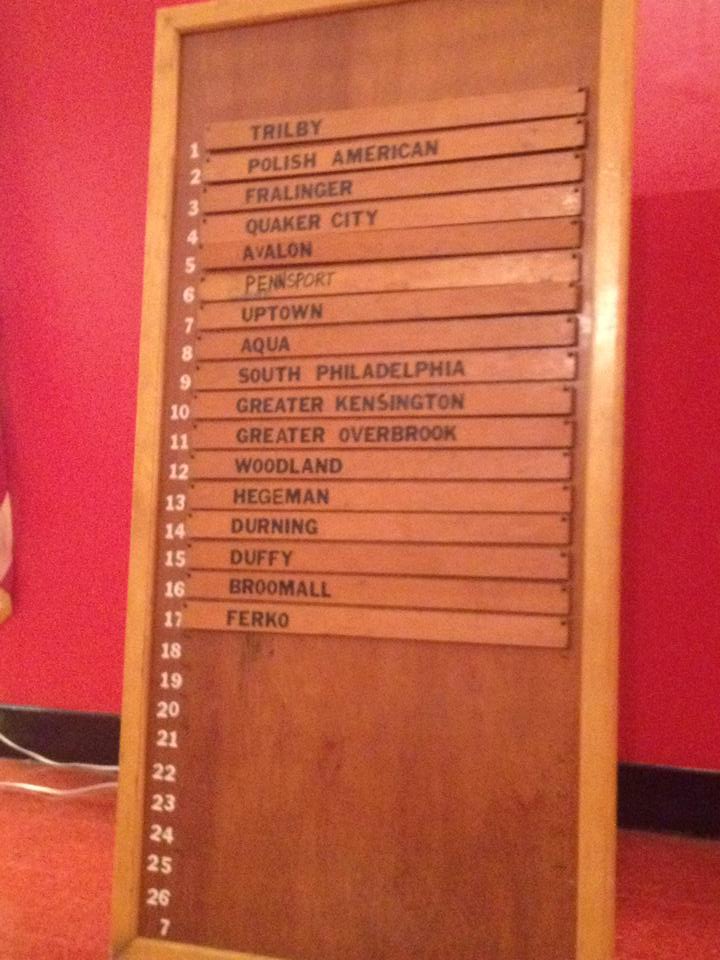 1 TRILBY
2 POLISH AMERICAN
3 FRALINGER
4 QUAKER CITY
5 AVALON
6 PENNSPORT
7 UPTOWN
8 AQUA
9 SOUTH PHILADELPHIA
10 GREATER KENSINGTON
11 GREATER OVERBROOK
12 WOODLAND
13 HEGEMAN
14 DURNING
15 DUFFY
16 BROOMALL
17 FERKO
18
19
20
21
22
23
24
25
26
7